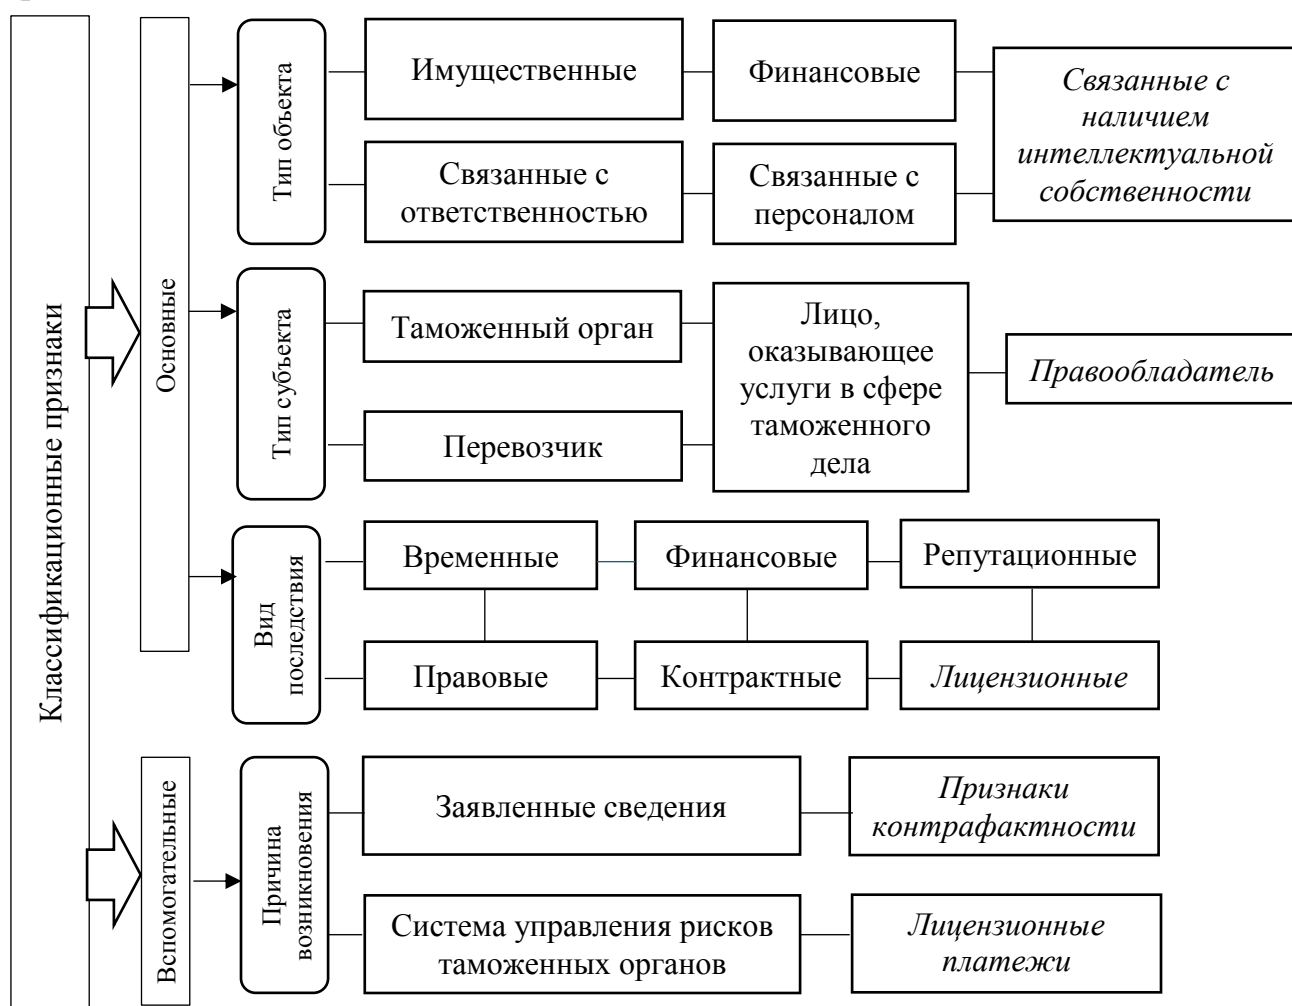 Классификационные признаки
Основные
Тип объекта
Имущественные
Финансовые
Связанные с
наличием
интеллектуальной
собственности
Связанные с
ответственностью
Связанные с
персоналом
Тип субъекта
Таможенный орган
Лицо,
оказывающее
услуги в сфере
таможенного
дела
Правообладатель
Перевозчик
Вид
последствия
Временные
Финансовые
Репутационные
Правовые
Контрактные
Лицензионные
Вспомогательные
Причина
возникновения
Заявленные сведения
Признаки
контрафактности
Система управления рисков
таможенных органов
Лицензионные
платежи